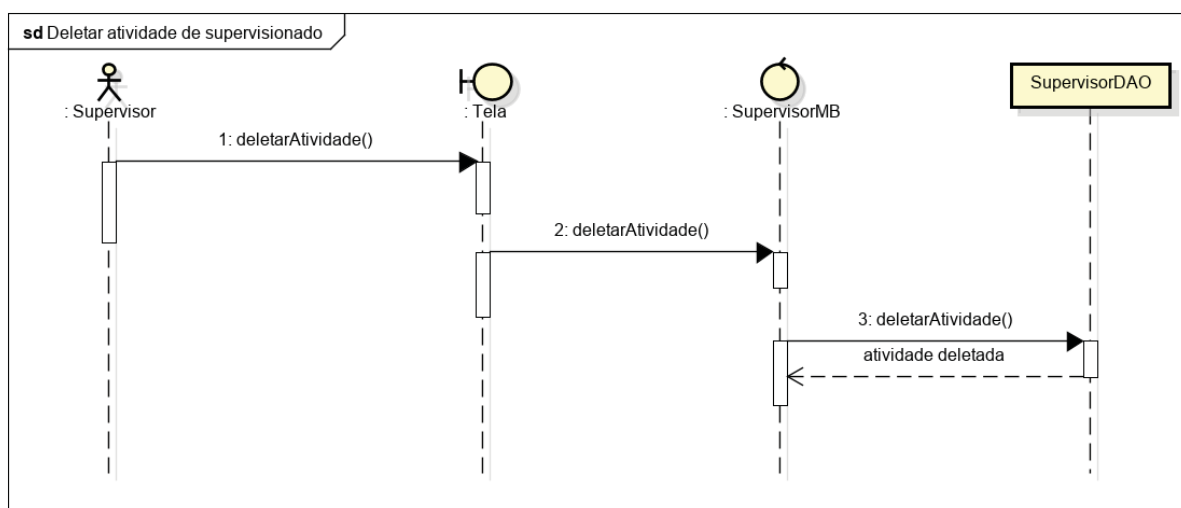 sd Deletar atividade de supervisionado
: Supervisor
: Tela
: SupervisorMB
SupervisorDAO
1: deletarAtividade()
2: deletarAtividade()
3: deletarAtividade()
atividade deletada